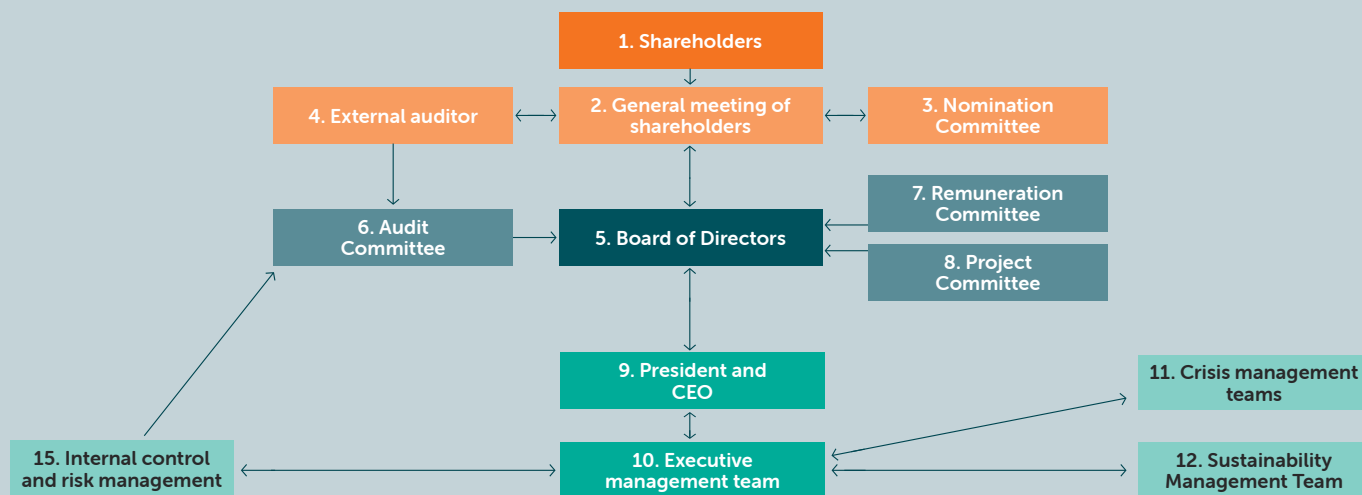 1. Shareholders
4. External auditor
2. General meeting of
shareholders
3. Nomination
Committee
7. Remuneration
Committee
6. Audit
Committee
5. Board of Directors
8. Project
Committee
9. President and
CEO
11. Crisis management
teams
15. Internal control
and risk management
10. Executive
management team
12. Sustainability
Management Team